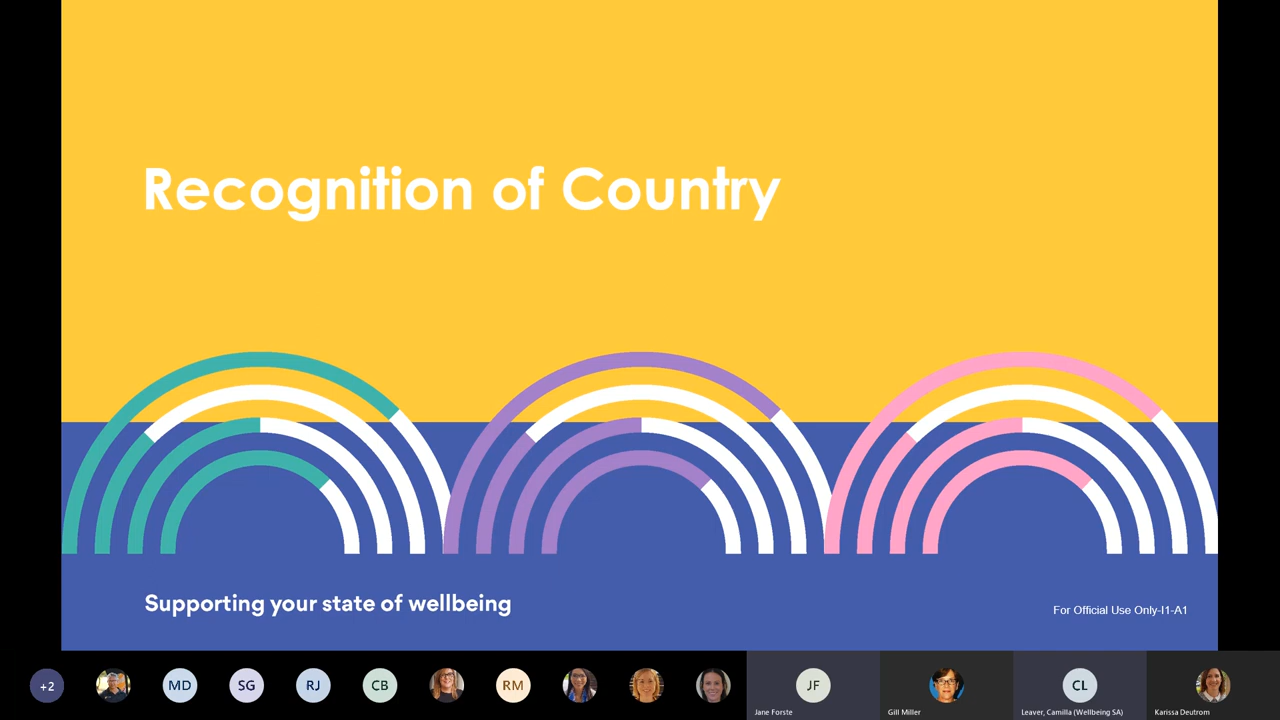 Recognition of Country
Supporting your state of wellbeing
For Official Use Only-I1-A1
+2
MD
SG
RJ
CB
RM
JF
CL
Jane Forste
Gill Miller
Leaver, Camilla (Wellbeing SA)
Karissa Deutrom